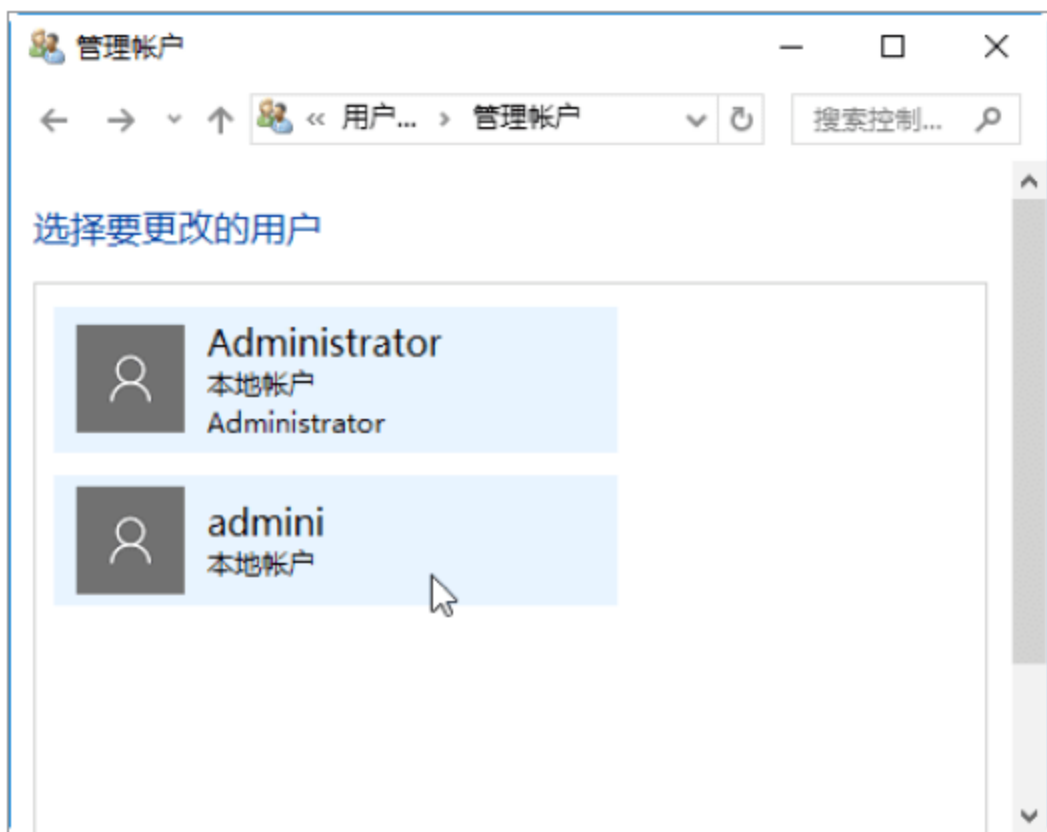 管理帐户
« 用户... › 管理帐户
搜索控制...
选择要更改的用户
Administrator
本地帐户
Administrator
admini
本地帐户